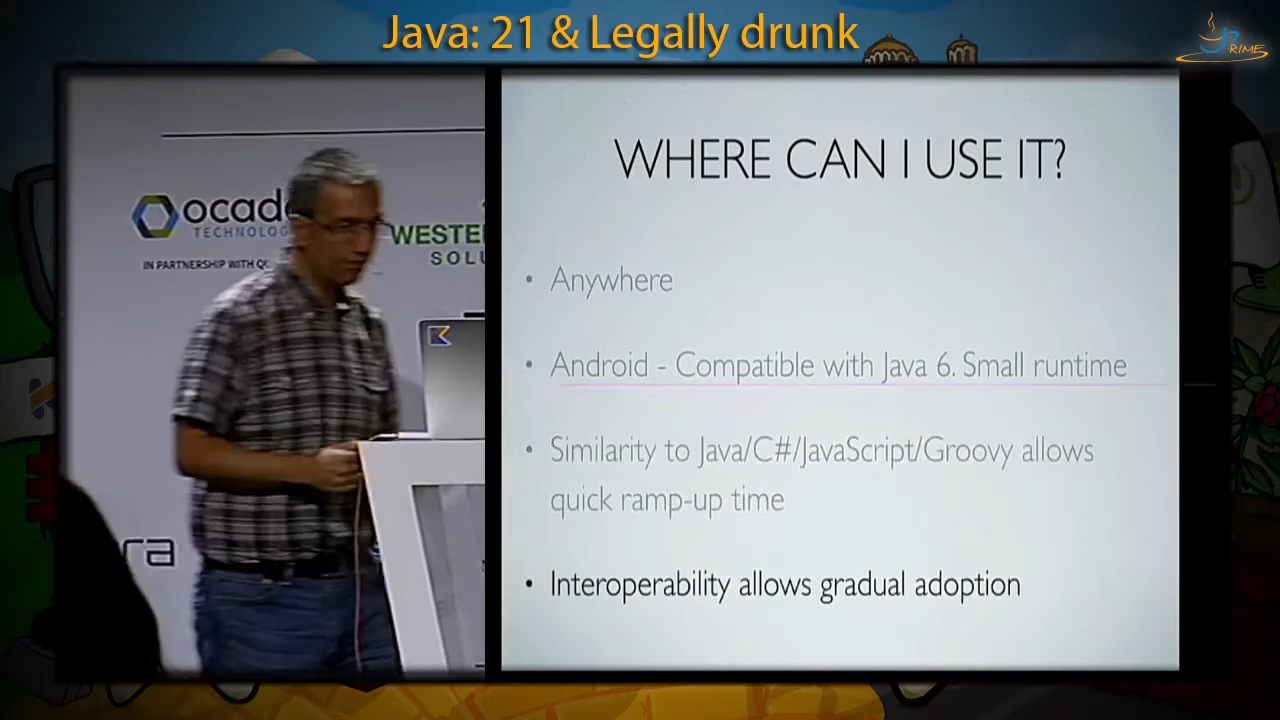 Java: 21 & Legally drunk
JPRIME
WHERE CAN I USE IT?
• Anywhere
• Android - Compatible with Java 6. Small runtime
• Similarity to Java/C#/JavaScript/Groovy allows
quick ramp-up time
• Interoperability allows gradual adoption
ocad
TECHNOLOG
IN PARTNERSHIP WITH Q
WESTE
SOLU
ra